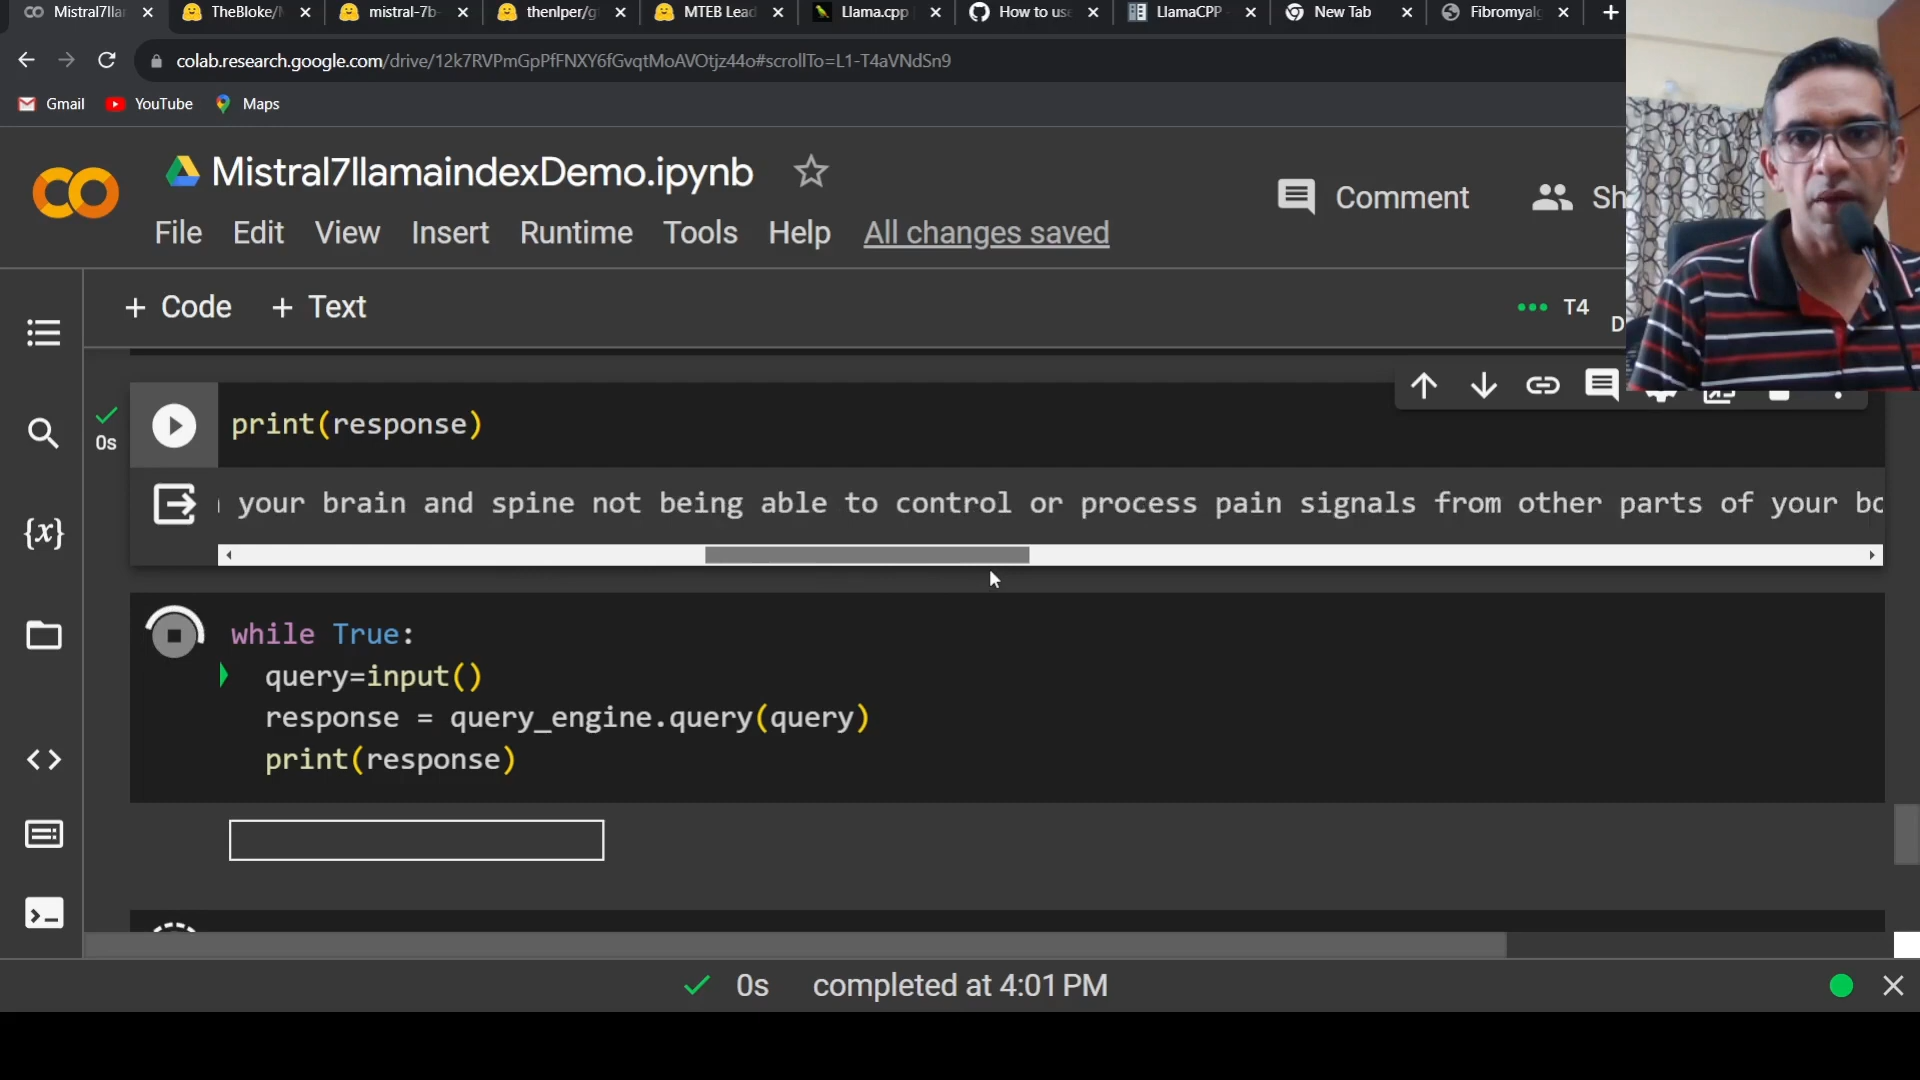 Mistral7lla
TheBloke/
mistral-7b-
thenlper/g
MTEB Lead
Llama.cpp
How to use
LlamaCPP
New Tab
Fibromyalg
colab.research.google.com/drive/12k7RVPmGpPfFNXY6fGvqtMoAVOtjz44o#scrollTo=L1-T4aVNdSn9
Gmail
YouTube
Maps
Mistral7llamaindexDemo.ipynb
Comment
Sh
File Edit View Insert Runtime Tools Help All changes saved
+ Code + Text
T4
D
print(response)
0s
your brain and spine not being able to control or process pain signals from other parts of your bo
while True:
query=input()
response = query_engine.query(query)
print(response)
{x}
0s completed at 4:01 PM